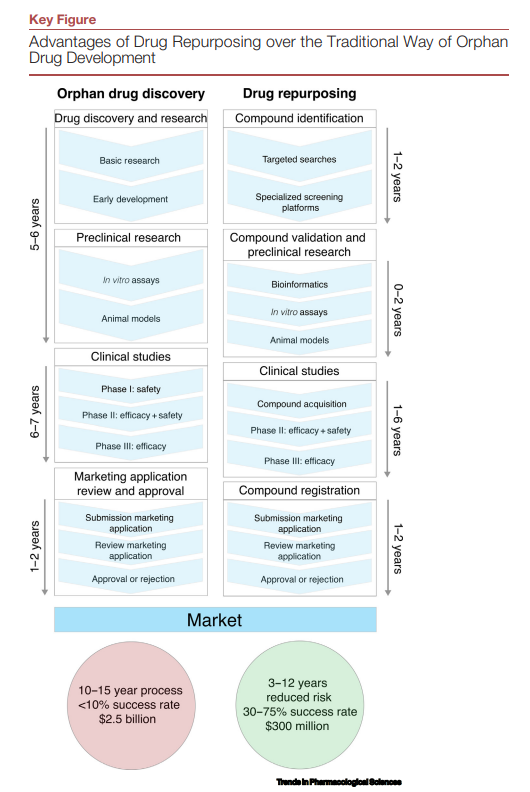 Key Figure
Advantages of Drug Repurposing over the Traditional Way of Orphan
Drug Development
Orphan drug discovery
Drug discovery and research
Basic research
Early development
Preclinical research
In vitro assays
Animal models
5–6 years
Clinical studies
Phase I: safety
Phase II: efficacy + safety
Phase III: efficacy
6–7 years
Marketing application
review and approval
Submission marketing
application
Review marketing
application
Approval or rejection
1–2 years
Drug repurposing
Compound identification
Targeted searches
Specialized screening
platforms
1–2 years
Compound validation and
preclinical research
Bioinformatics
In vitro assays
Animal models
0–2 years
Clinical studies
Compound acquisition
Phase II: efficacy + safety
Phase III: efficacy
1–6 years
Compound registration
Submission marketing
application
Review marketing
application
Approval or rejection
1–2 years
Market
10–15 year process
<10% success rate
$2.5 billion
3–12 years
reduced risk
30–75% success rate
$300 million
Trends in Pharmacological Sciences